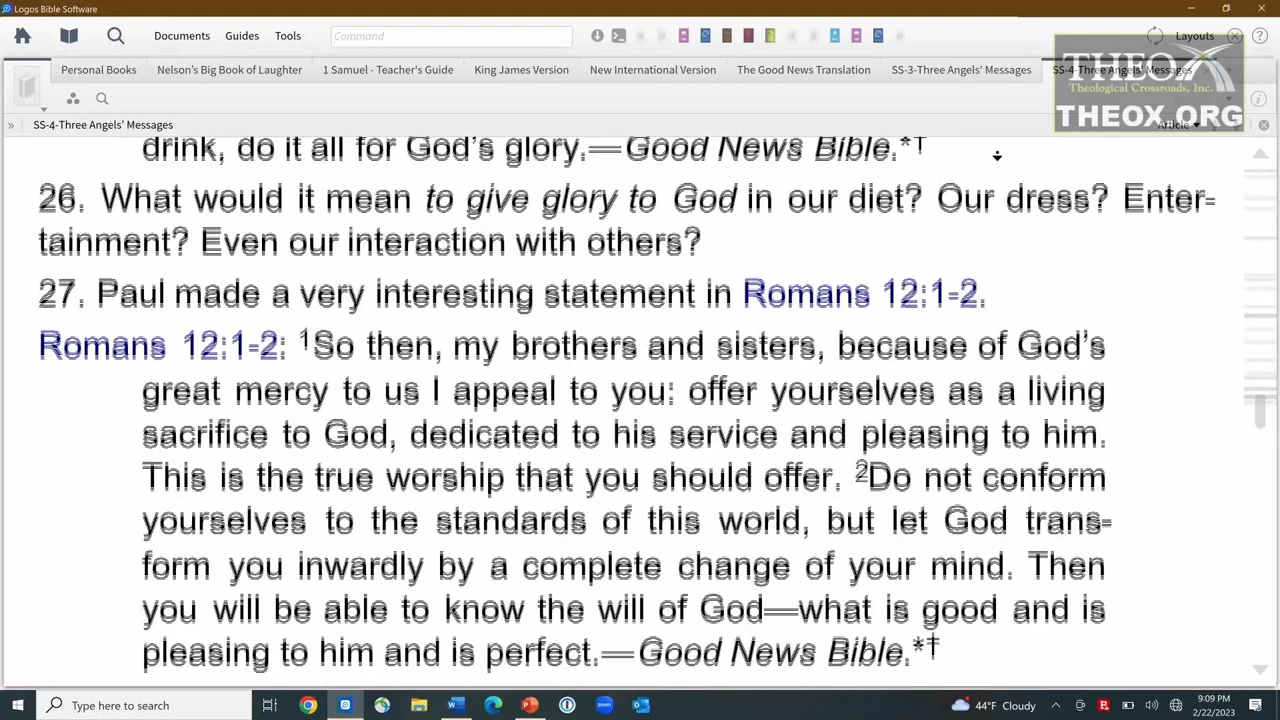 Logos Bible Software
Documents Guides Tools Command Layouts
Personal Books Nelson's Big Book of Laughter 1 Sam King James Version New International Version The Good News Translation SS-3-Three Angels' Messages SS-4-Three Angels' Messages
THEOX
Theological Crossroads, Inc.
THEOX.ORG
» SS-4-Three Angels' Messages Article
drink, do it all for God's glory.—Good News Bible.*†
26. What would it mean to give glory to God in our diet? Our dress? Enter-
tainment? Even our interaction with others?
27. Paul made a very interesting statement in Romans 12:1-2.
Romans 12:1-2: 1So then, my brothers and sisters, because of God's
great mercy to us I appeal to you: offer yourselves as a living
sacrifice to God, dedicated to his service and pleasing to him.
This is the true worship that you should offer. 2Do not conform
yourselves to the standards of this world, but let God trans-
form you inwardly by a complete change of your mind. Then
you will be able to know the will of God—what is good and is
pleasing to him and is perfect.—Good News Bible.*†
Type here to search
44°F Cloudy
9:09 PM
2/22/2023